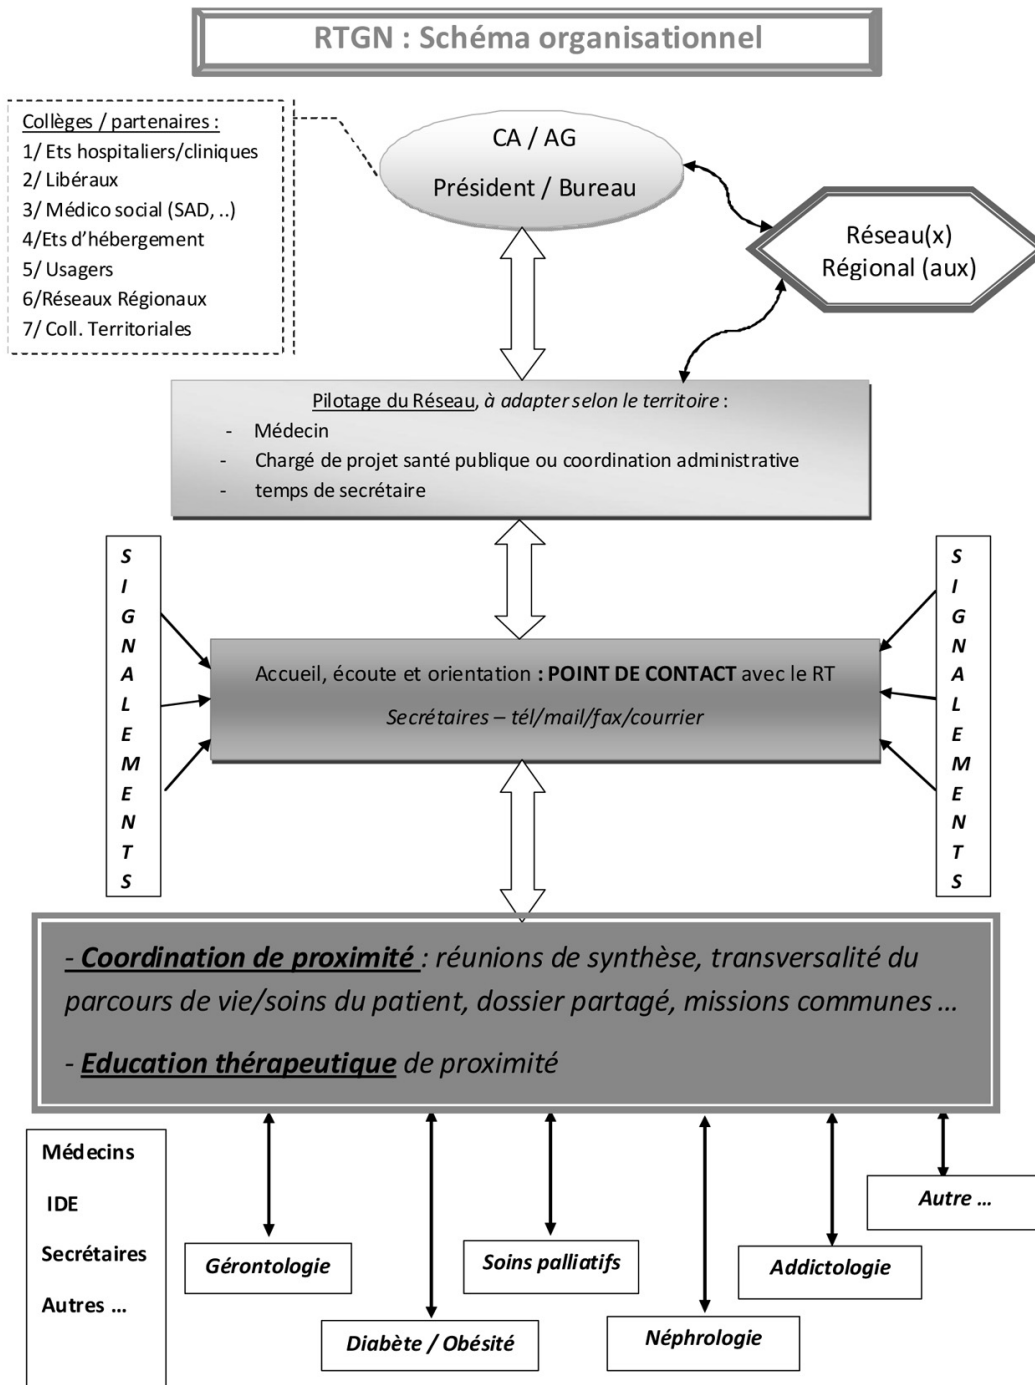 RTGN : Schéma organisationnel
Collèges / partenaires :
1/ Ets hospitaliers/cliniques
2/ Libéraux
3/ Médico social (SAD, ..)
4/Ets d'hébergement
5/ Usagers
6/Réseaux Régionaux
7/ Coll. Territoriales
CA / AG
Président / Bureau
Réseau(x)
Régional (aux)
Pilotage du Réseau, à adapter selon le territoire :
- Médecin
- Chargé de projet santé publique ou coordination administrative
- temps de secrétaire
S
I
G
N
A
L
E
M
E
N
T
S
Accueil, écoute et orientation : POINT DE CONTACT avec le RT
Secrétaires – tél/mail/fax/courrier
S
I
G
N
A
L
E
M
E
N
T
S
- Coordination de proximité : réunions de synthèse, transversalité du
parcours de vie/soins du patient, dossier partagé, missions communes ...
- Education thérapeutique de proximité
Médecins
IDE
Secrétaires
Autres ...
Gérontologie
Diabète / Obésité
Soins palliatifs
Néphrologie
Addictologie
Autre ...